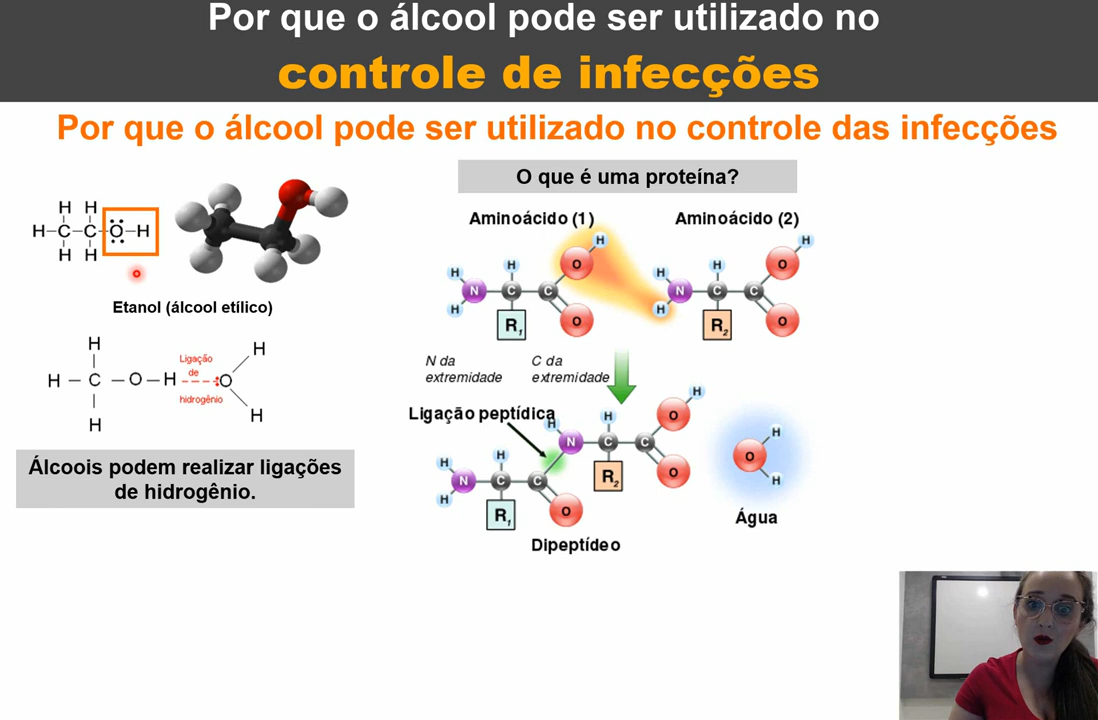 Por que o álcool pode ser utilizado no
controle de infecções
Por que o álcool pode ser utilizado no controle das infecções
O que é uma proteína?
H H
H-C-C-O-H
H H
Etanol (álcool etílico)
H
H - C - O - H
H
Ligação
de
hidrogênio
O
H
H
Álcoois podem realizar ligações
de hidrogênio.
Aminoácido (1)
Aminoácido (2)
H
H N C C O
H
H
O
R1
H
H N C C O
H
H
O
R2
N da
extremidade
C da
extremidade
Ligação peptídica
H
H N C C
H
O
R1
H
N C C O
H
H
O
R2
Dipeptídeo
H
O
H
Água